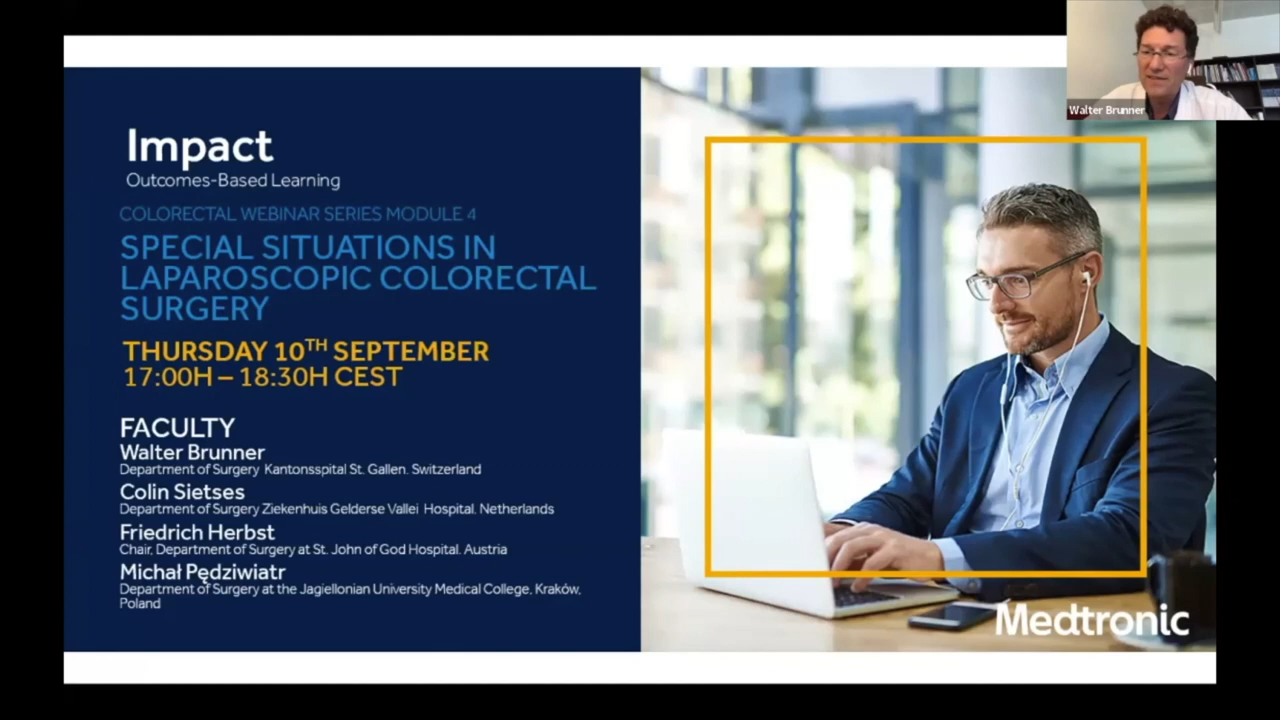 Walter Brunner
Impact
Outcomes-Based Learning
COLORECTAL WEBINAR SERIES MODULE 4
SPECIAL SITUATIONS IN
LAPAROSCOPIC COLORECTAL
SURGERY
THURSDAY 10TH SEPTEMBER
17:00H – 18:30H CEST
FACULTY
Walter Brunner
Department of Surgery Kantonsspital St. Gallen. Switzerland
Colin Sietses
Department of Surgery Ziekenhuis Gelderse Vallei Hospital. Netherlands
Friedrich Herbst
Chair, Department of Surgery at St. John of God Hospital. Austria
Michał Pędziwiatr
Department of Surgery at the Jagiellonian University Medical College, Kraków,
Poland
Medtronic